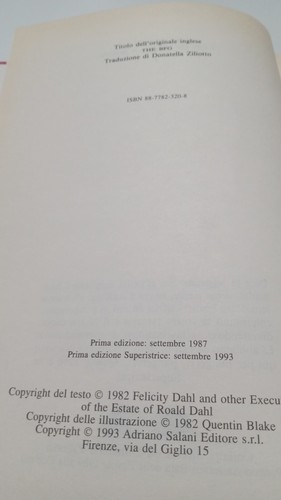 Titolo dell'originale inglese
THE BFG
Traduzione di Donatella Ziliotto
ISBN 88-7782-320-8
Prima edizione: settembre 1987
Prima edizione Superistrice: settembre 1993
Copyright del testo © 1982 Felicity Dahl and other Execu
of the Estate of Roald Dahl
Copyright delle illustrazione © 1982 Quentin Blake
Copyright © 1993 Adriano Salani Editore s.r.l.
Firenze, via del Giglio 15